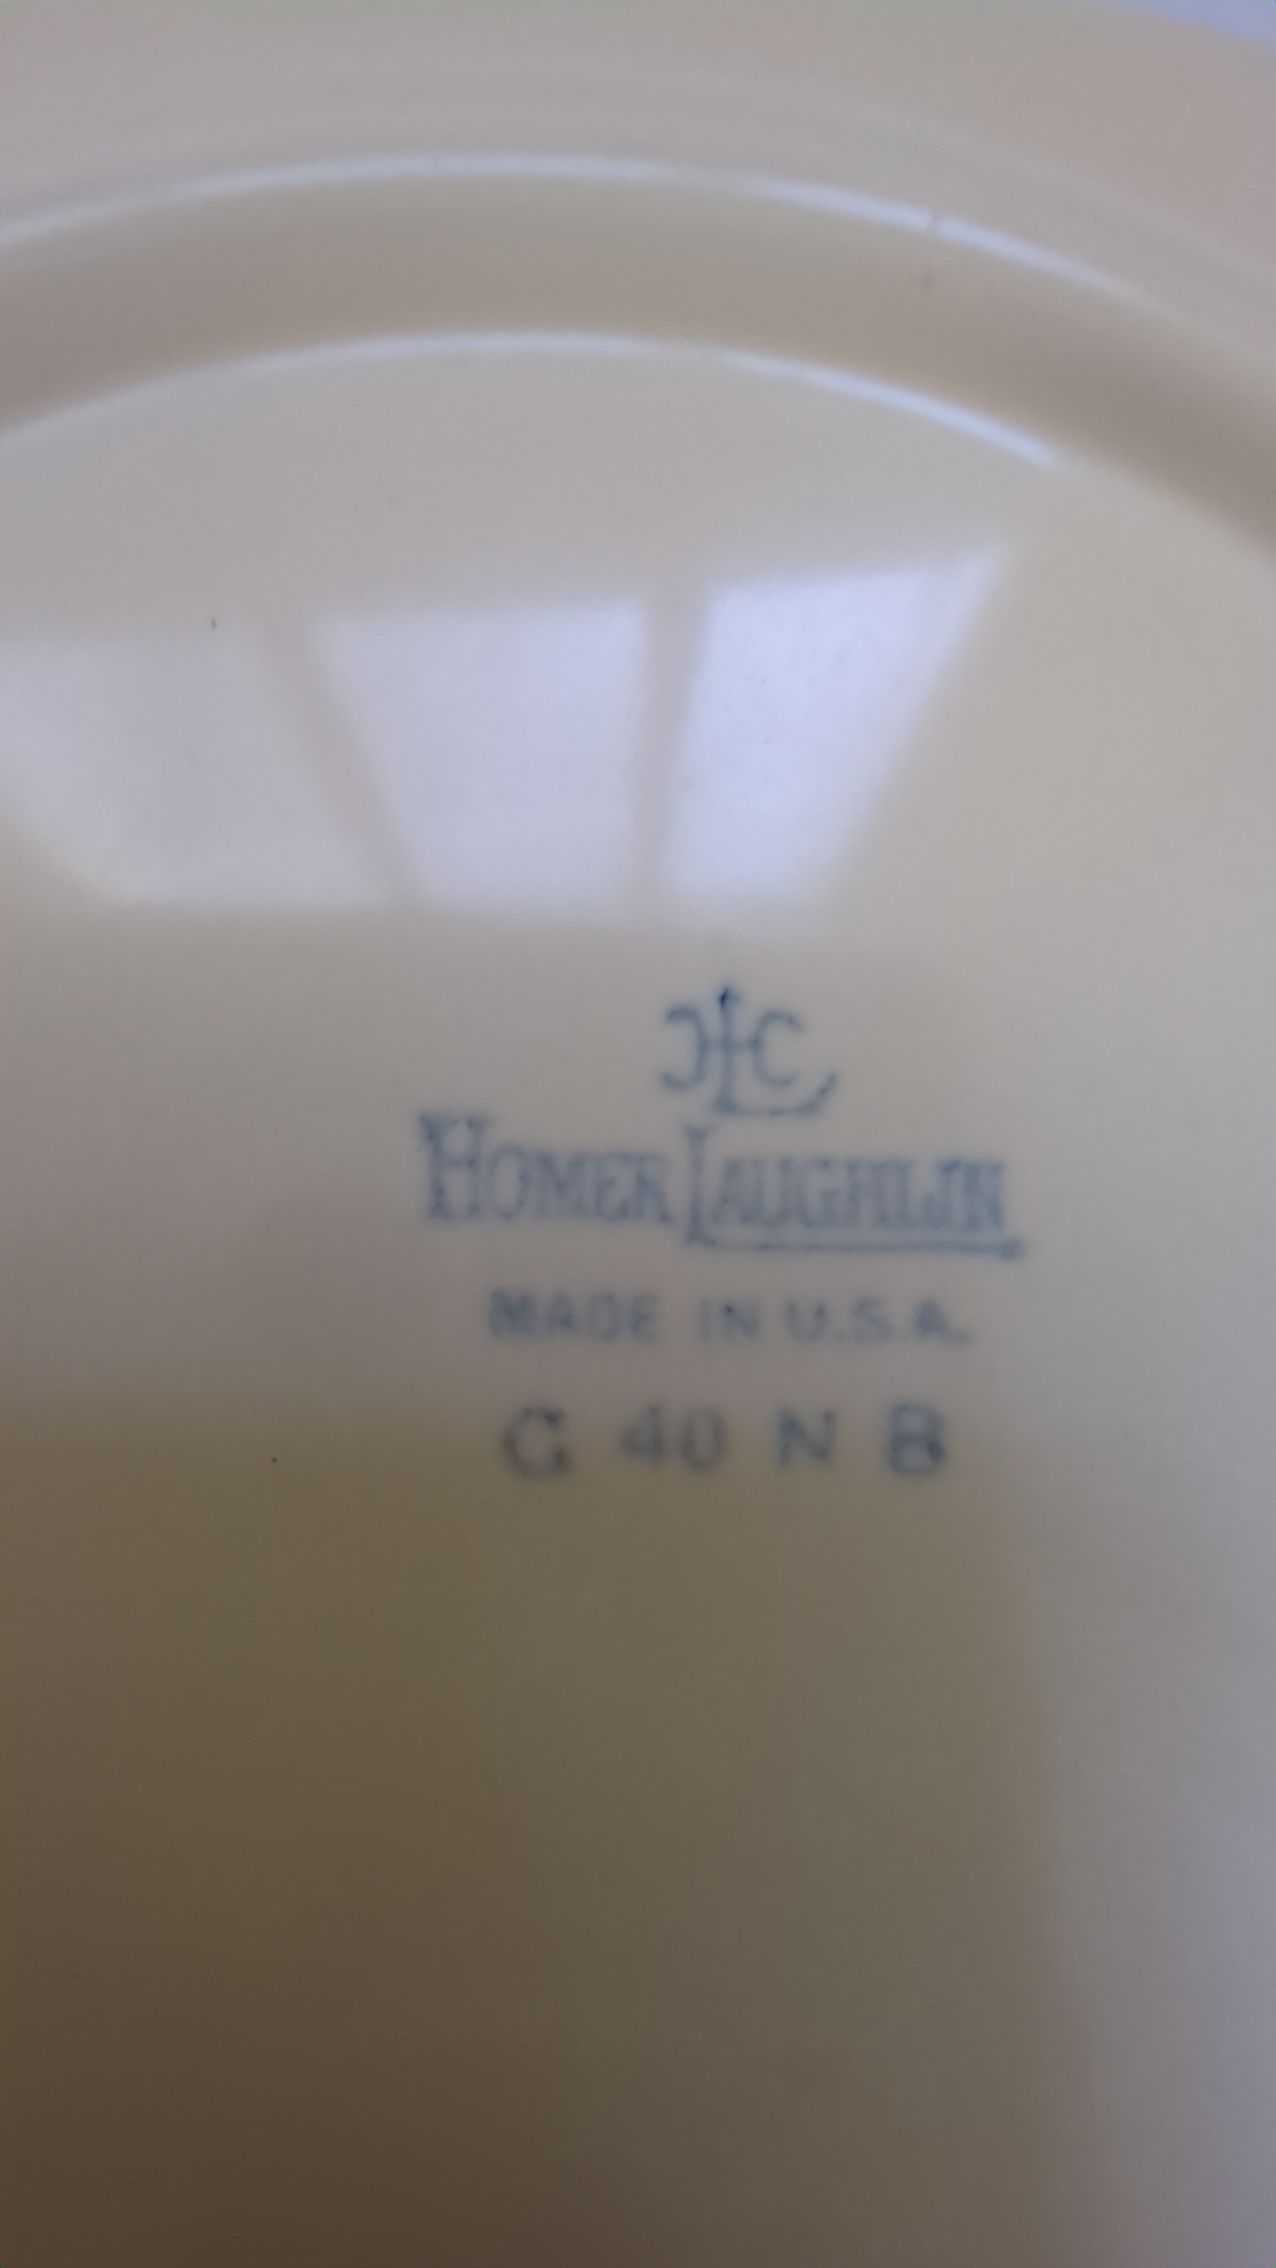 HLC
HOMER LAUGHLIN
MADE IN U.S.A.
G 40 N 8